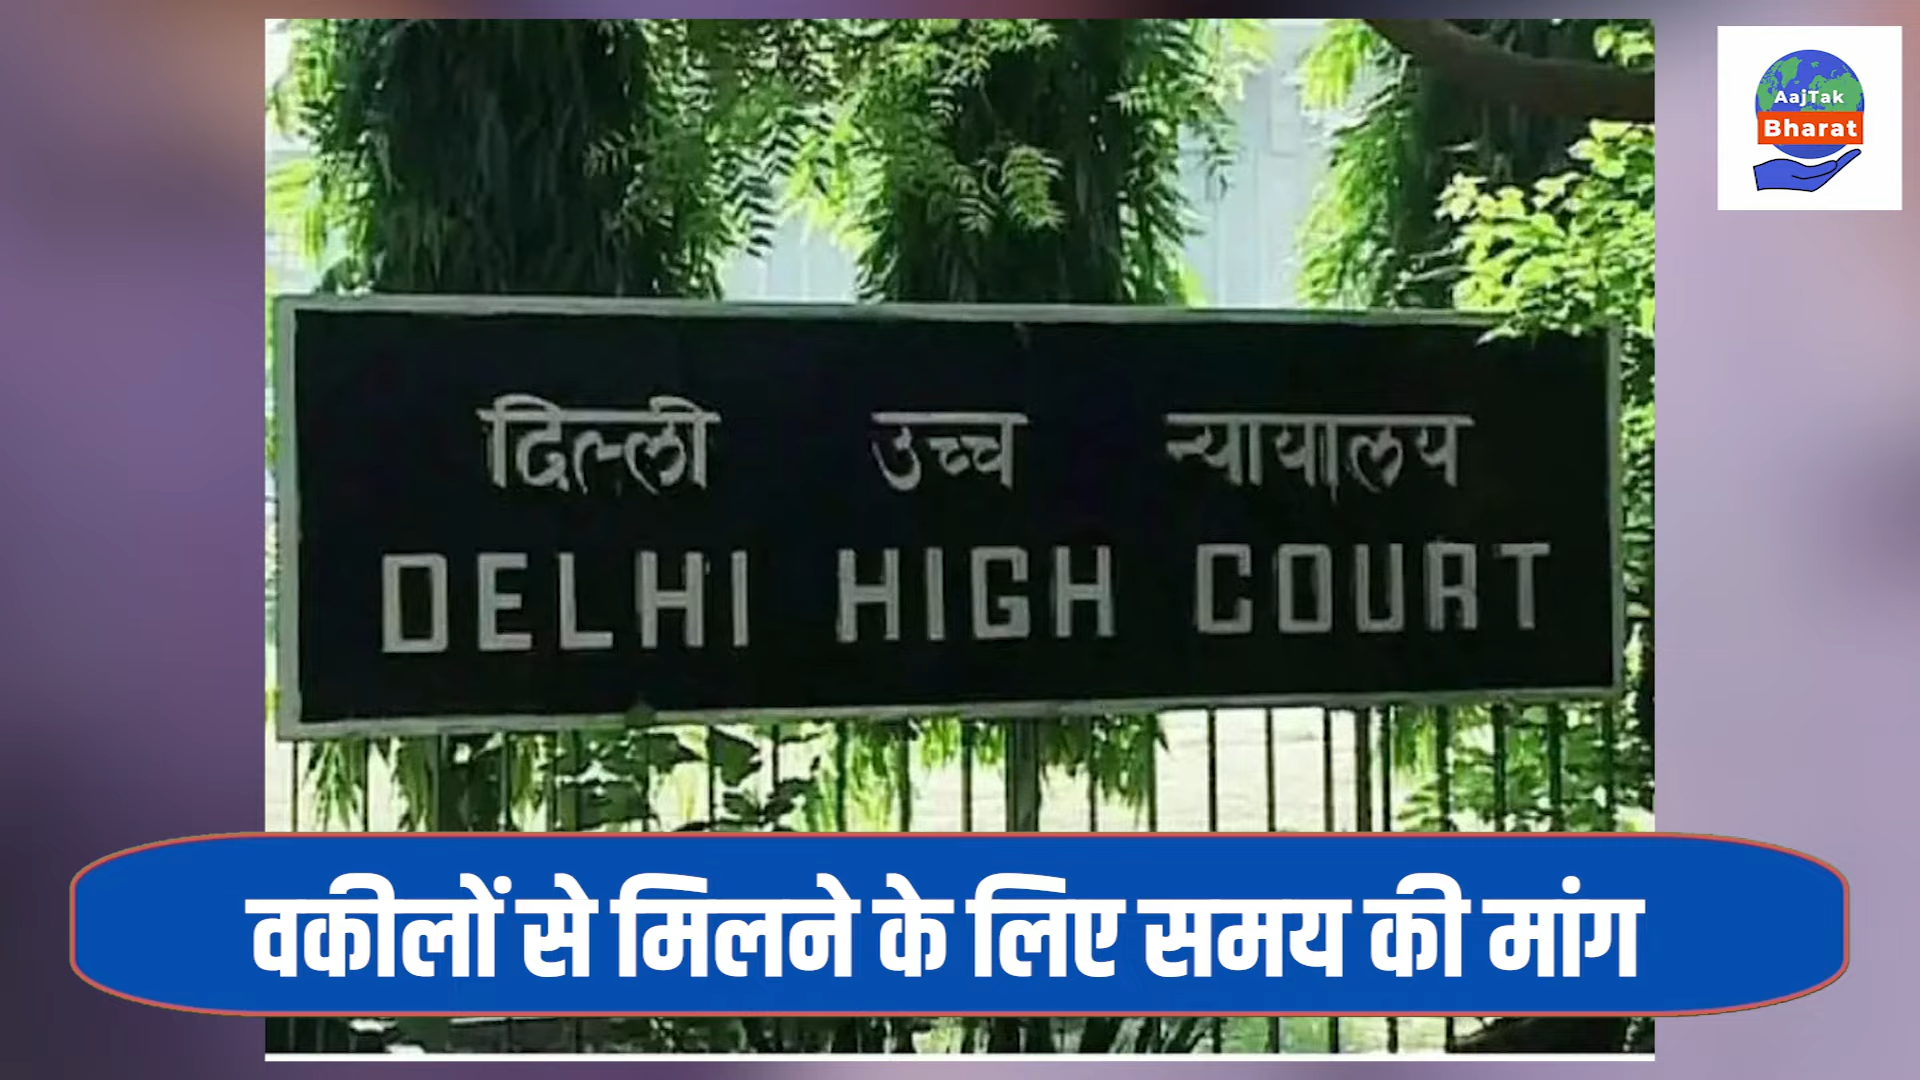 AajTak
Bharat
दिल्ली उच्च न्यायालय
DELHI HIGH COURT
वकीलों से मिलने के लिए समय की मांग